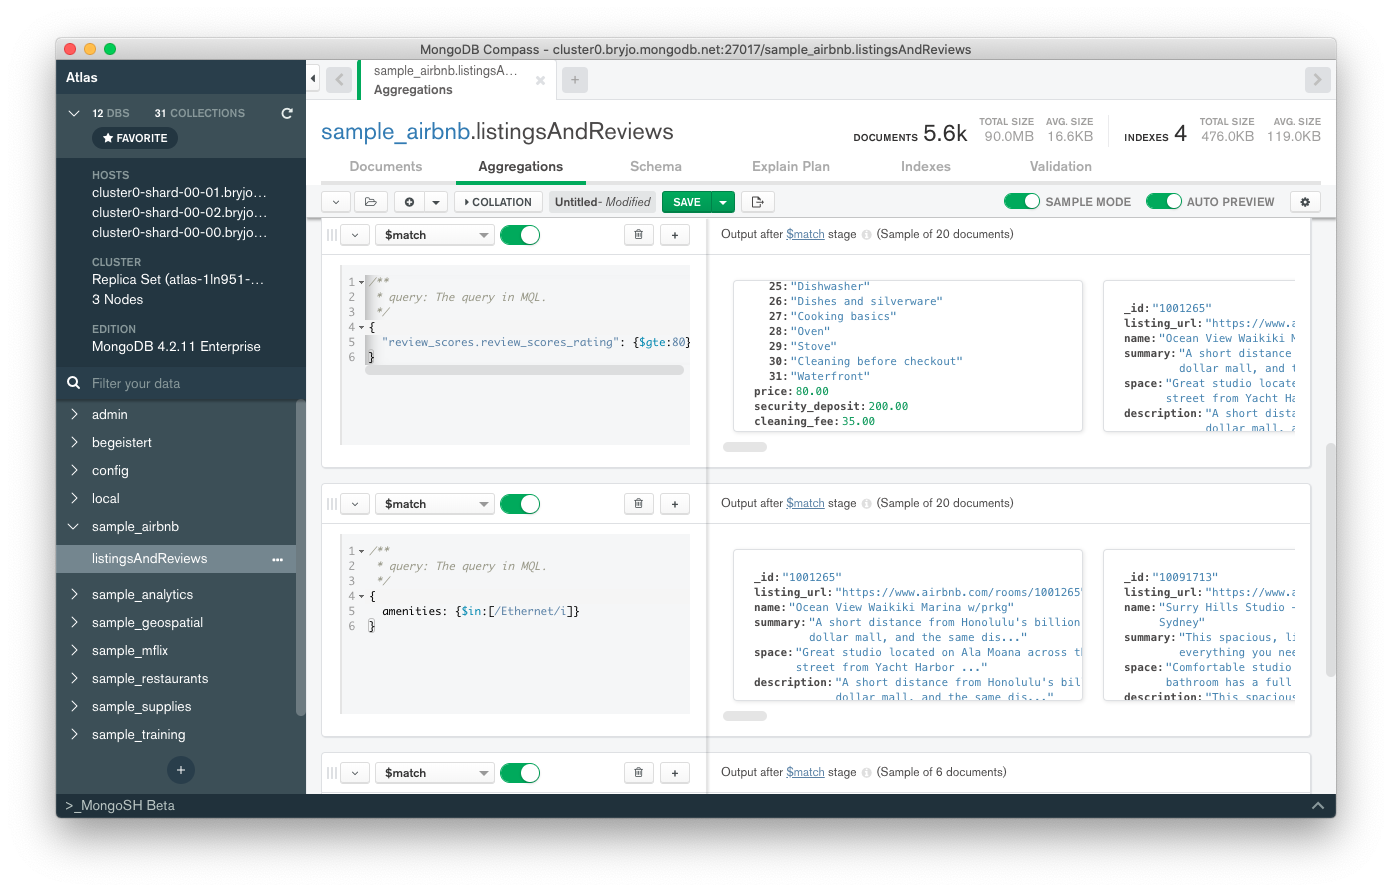 MongoDB Compass - cluster0.bryjo.mongodb.net:27017/sample_airbnb.listingsAndReviews
Atlas
12 DBS 31 COLLECTIONS
★ FAVORITE
HOSTS
cluster0-shard-00-01.bryjo...
cluster0-shard-00-02.bryjo...
cluster0-shard-00-00.bryjo...
CLUSTER
Replica Set (atlas-1ln951-...
3 Nodes
EDITION
MongoDB 4.2.11 Enterprise
Filter your data
admin
begeistert
config
local
sample_airbnb
listingsAndReviews ...
sample_analytics
sample_geospatial
sample_mflix
sample_restaurants
sample_supplies
sample_training
+
sample_airbnb.listingsA...
Aggregations
+
sample_airbnb.listingsAndReviews
DOCUMENTS 5.6k
TOTAL SIZE
90.0MB
AVG. SIZE
16.6KB
INDEXES 4
TOTAL SIZE
476.0KB
AVG. SIZE
119.0KB
Documents Aggregations Schema Explain Plan Indexes Validation
COLLATION Untitled- Modified SAVE SAMPLE MODE AUTO PREVIEW
$match +
1 /**
2 * query: The query in MQL.
3 */
4 {
5 "review_scores.review_scores_rating": {$gte:80}
6 }
Output after $match stage (Sample of 20 documents)
25:"Dishwasher"
26:"Dishes and silverware"
27:"Cooking basics"
28:"Oven"
29:"Stove"
30:"Cleaning before checkout"
31:"Waterfront"
price:80.00
security_deposit:200.00
cleaning_fee:35.00
_id:"1001265"
listing_url:"https://www.a
name:"Ocean View Waikiki M
summary:"A short distance
dollar mall, and t
space:"Great studio locate
street from Yacht Ha
description:"A short dista
dollar mall, a
$match +
1 /**
2 * query: The query in MQL.
3 */
4 {
5 amenities: {$in:[/Ethernet/i]}
6 }
Output after $match stage (Sample of 20 documents)
_id:"1001265"
listing_url:"https://www.airbnb.com/rooms/1001265"
name:"Ocean View Waikiki Marina w/prkg"
summary:"A short distance from Honolulu's billion
dollar mall, and the same dis..."
space:"Great studio located on Ala Moana across th
street from Yacht Harbor ..."
description:"A short distance from Honolulu's bil
dollar mall, and the same dis..."
_id:"10091713"
listing_url:"https://www.a
name:"Surry Hills Studio -
Sydney"
summary:"This spacious, li
everything you nee
space:"Comfortable studio
bathroom has a full
description:"This spacious
$match +
Output after $match stage (Sample of 6 documents)
>_MongoSH Beta